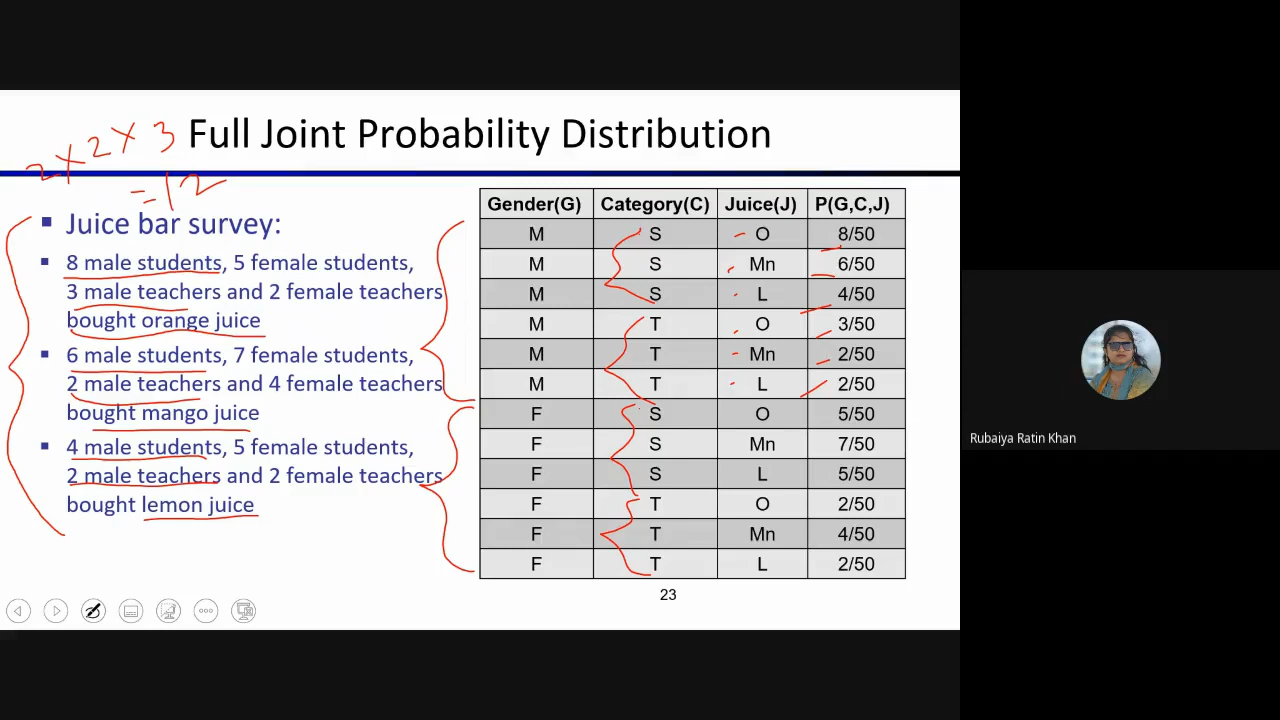 2 x 2 x 3
= 12
Full Joint Probability Distribution
Juice bar survey:
8 male students, 5 female students,
3 male teachers and 2 female teachers
bought orange juice
6 male students, 7 female students,
2 male teachers and 4 female teachers
bought mango juice
4 male students, 5 female students,
2 male teachers and 2 female teachers
bought lemon juice
Gender(G) Category(C) Juice(J) P(G,C,J)
M S O 8/50
M S Mn 6/50
M S L 4/50
M T O 3/50
M T Mn 2/50
M T L 2/50
F S O 5/50
F S Mn 7/50
F S L 5/50
F T O 2/50
F T Mn 4/50
F T L 2/50
23
Rubaiya Ratin Khan